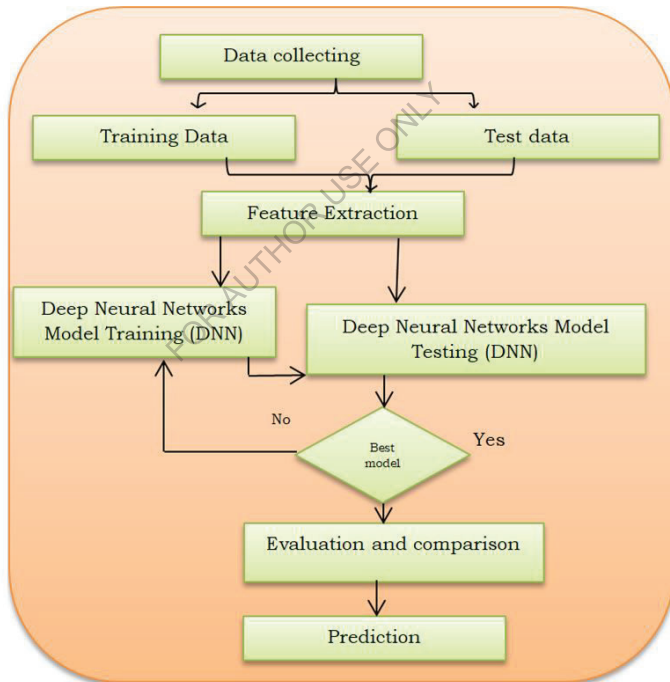 Data collecting
Training Data
Test data
FOR AUTHOR USE ONLY
Feature Extraction
Deep Neural Networks
Model Training (DNN)
Deep Neural Networks Model
Testing (DNN)
No
Yes
Best
model
Evaluation and comparison
Prediction